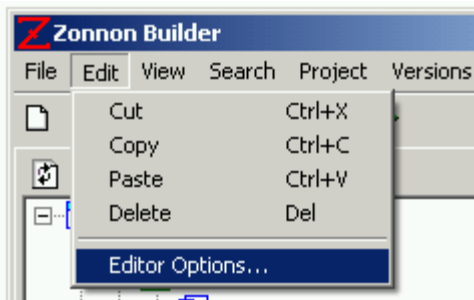 Zonnon Builder
File Edit View Search Project Versions
Cut Ctrl+X
Copy Ctrl+C
Paste Ctrl+V
Delete Del
Editor Options...